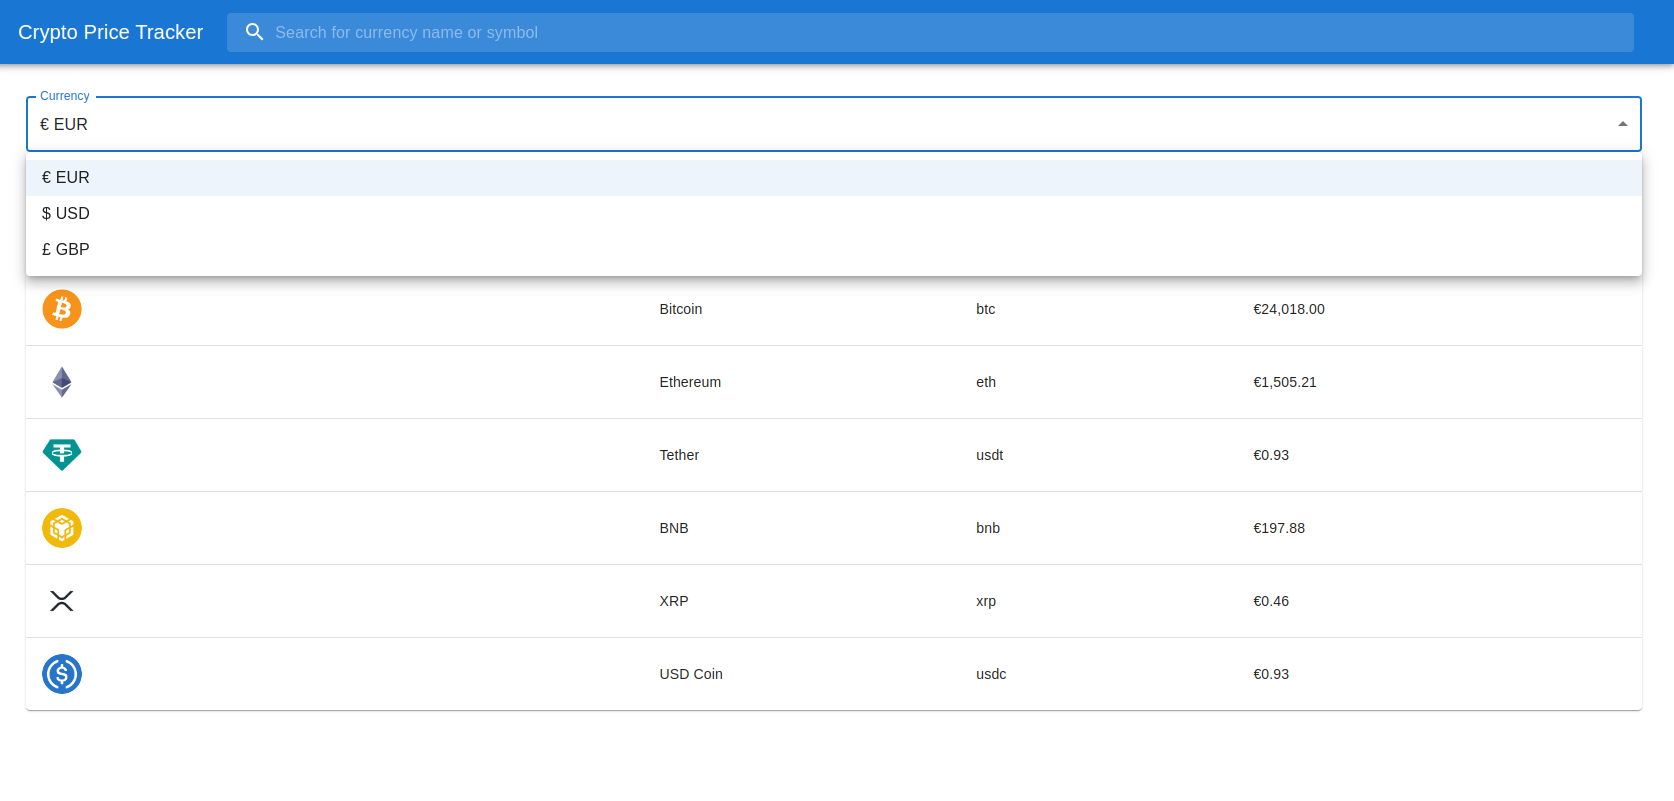 Crypto Price Tracker Search for currency name or symbol
Currency
€ EUR
€ EUR
$ USD
£ GBP
Bitcoin btc €24,018.00
Ethereum eth €1,505.21
Tether usdt €0.93
BNB bnb €197.88
XRP xrp €0.46
USD Coin usdc €0.93